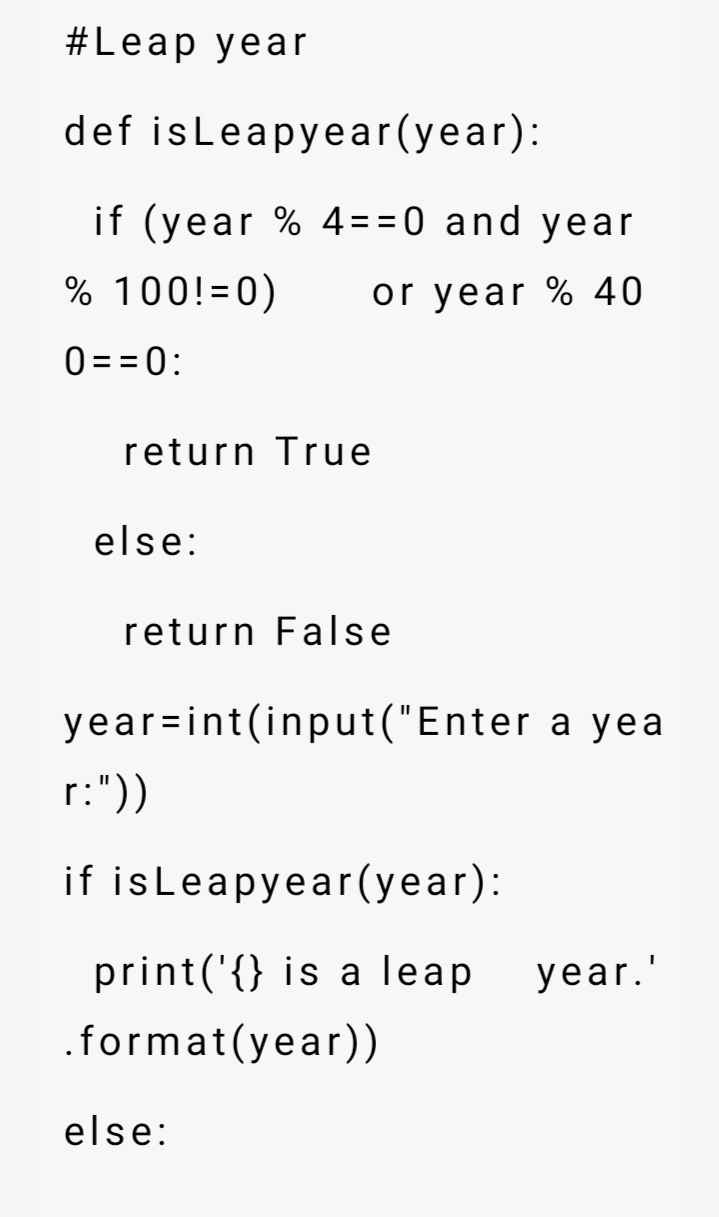 #Leap year
def isLeapyear(year):
  if (year % 4==0 and year
% 100!=0)     or year % 40
0==0:
    return True
  else:
    return False
year=int(input("Enter a yea
r:"))
if isLeapyear(year):
  print('{} is a leap   year.'
.format(year))
else: